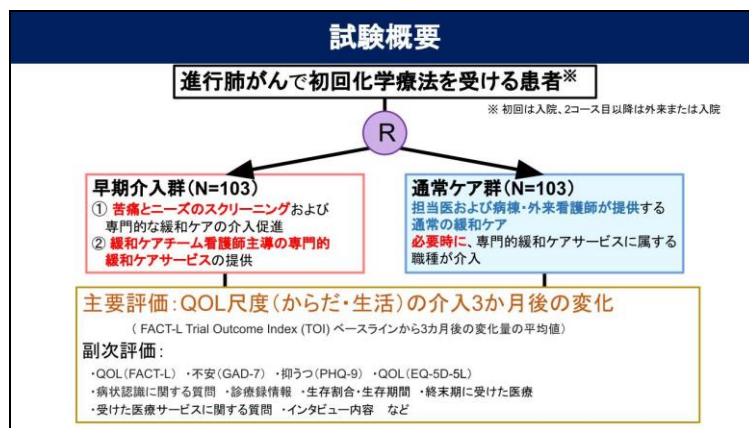 試験概要
進行肺がんで初回化学療法を受ける患者※
※ 初回は入院、2コース目以降は外来または入院
R
早期介入群(N=103)
① 苦痛とニーズのスクリーニングおよび
専門的な緩和ケアの介入促進
② 緩和ケアチーム看護師主導の専門的
緩和ケアサービスの提供
通常ケア群(N=103)
担当医および病棟・外来看護師が提供する
通常の緩和ケア
必要時に、専門的緩和ケアサービスに属する
職種が介入
主要評価:QOL尺度(からだ・生活)の介入3か月後の変化
( FACT-L Trial Outcome Index (TOI) ベースラインから3カ月後の変化量の平均値)
副次評価:
・QOL(FACT-L) ・不安(GAD-7) ・抑うつ(PHQ-9) ・QOL(EQ-5D-5L)
・病状認識に関する質問 ・診療録情報 ・生存割合・生存期間 ・終末期に受けた医療
・受けた医療サービスに関する質問 ・インタビュー内容 など